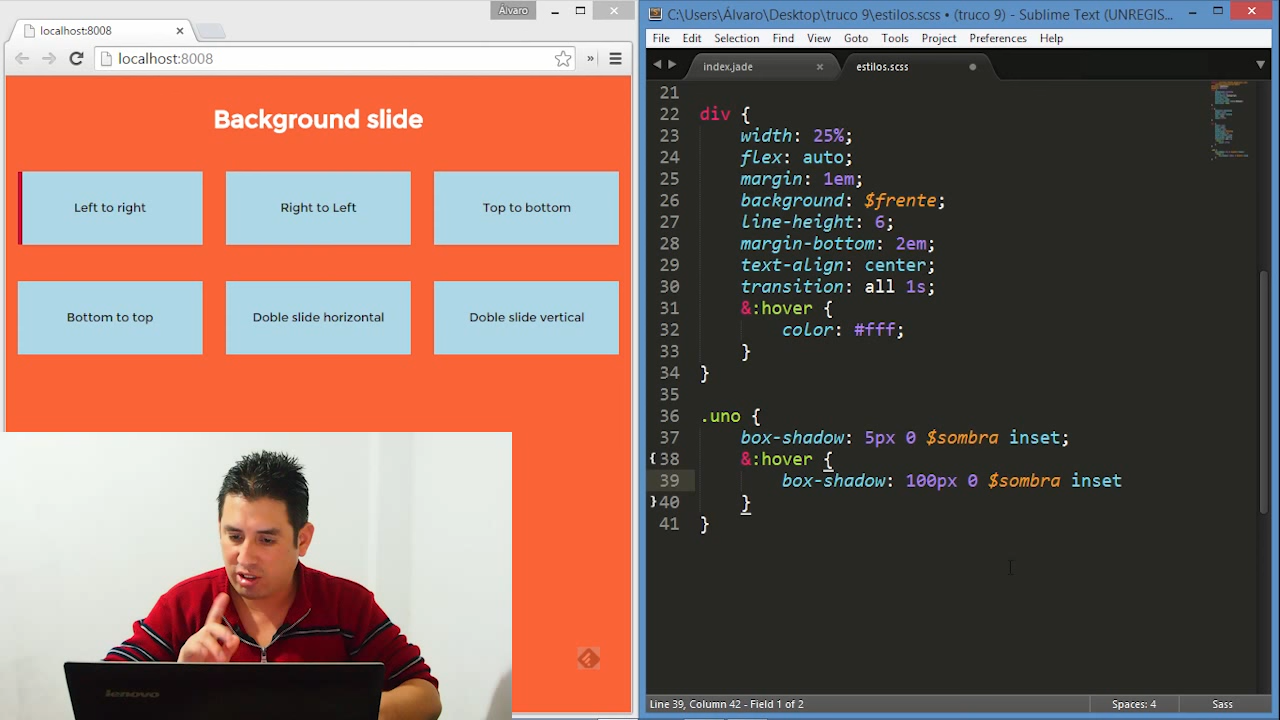 Álvaro
localhost:8008
localhost:8008
»
Background slide
Left to right
Right to Left
Top to bottom
Bottom to top
Doble slide horizontal
Doble slide vertical
lenovo
C:\Users\Álvaro\Desktop\truco 9\estilos.scss • (truco 9) - Sublime Text (UNREGIS...
File Edit Selection Find View Goto Tools Project Preferences Help
index.jade
estilos.scss
21
22 div {
23 width: 25%;
24 flex: auto;
25 margin: 1em;
26 background: $frente;
27 line-height: 6;
28 margin-bottom: 2em;
29 text-align: center;
30 transition: all 1s;
31 &:hover {
32 color: #fff;
33 }
34 }
35
36 .uno {
37 box-shadow: 5px 0 $sombra inset;
38 &:hover {
39 box-shadow: 100px 0 $sombra inset
40 }
41 }
Line 39, Column 42 - Field 1 of 2
Spaces: 4
Sass